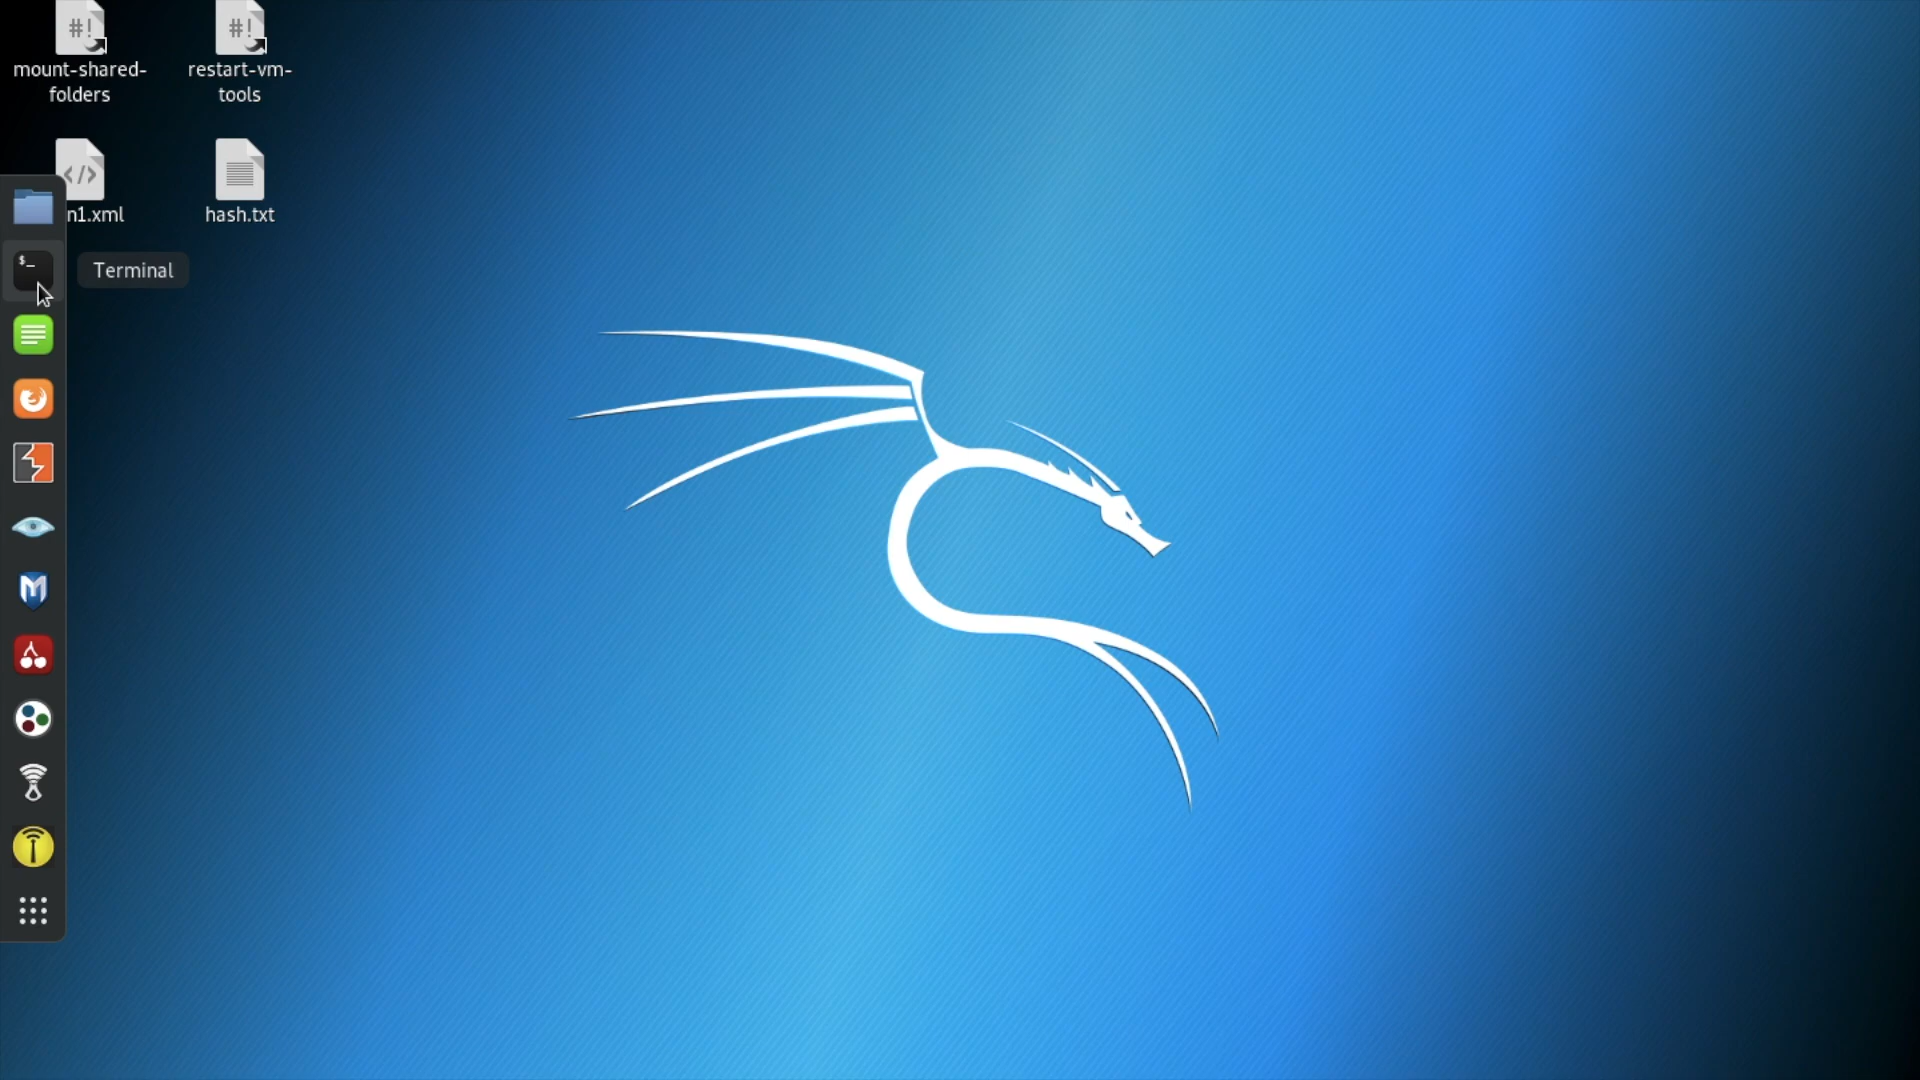 mount-shared-
folders
restart-vm-
tools
n1.xml
hash.txt
$_
Terminal